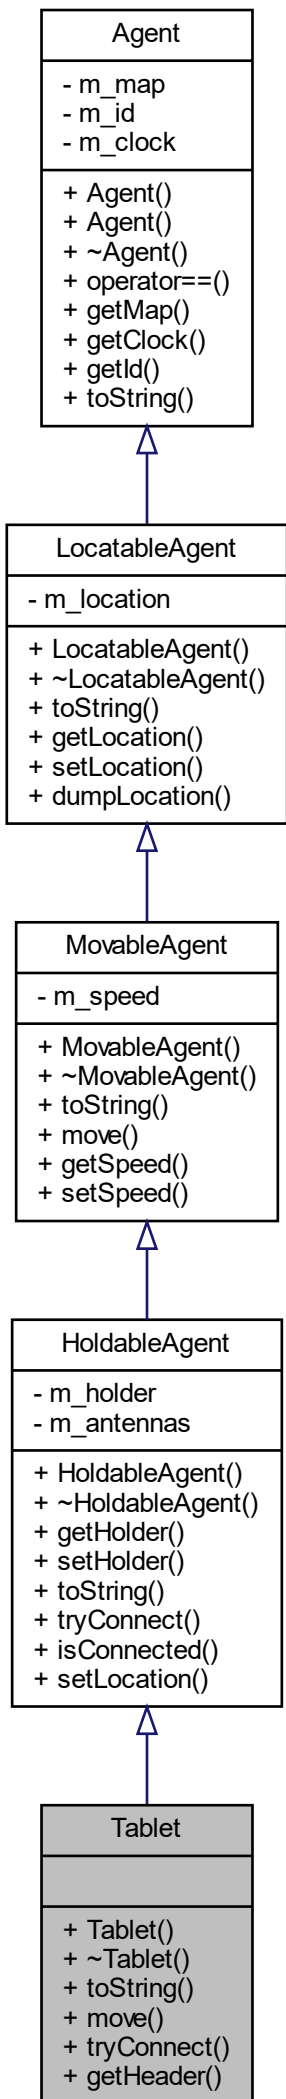 Agent
- m_map
- m_id
- m_clock
+ Agent()
+ Agent()
+ ~Agent()
+ operator==()
+ getMap()
+ getClock()
+ getId()
+ toString()
LocatableAgent
- m_location
+ LocatableAgent()
+ ~LocatableAgent()
+ toString()
+ getLocation()
+ setLocation()
+ dumpLocation()
MovableAgent
- m_speed
+ MovableAgent()
+ ~MovableAgent()
+ toString()
+ move()
+ getSpeed()
+ setSpeed()
HoldableAgent
- m_holder
- m_antennas
+ HoldableAgent()
+ ~HoldableAgent()
+ getHolder()
+ setHolder()
+ toString()
+ tryConnect()
+ isConnected()
+ setLocation()
Tablet
+ Tablet()
+ ~Tablet()
+ toString()
+ move()
+ tryConnect()
+ getHeader()